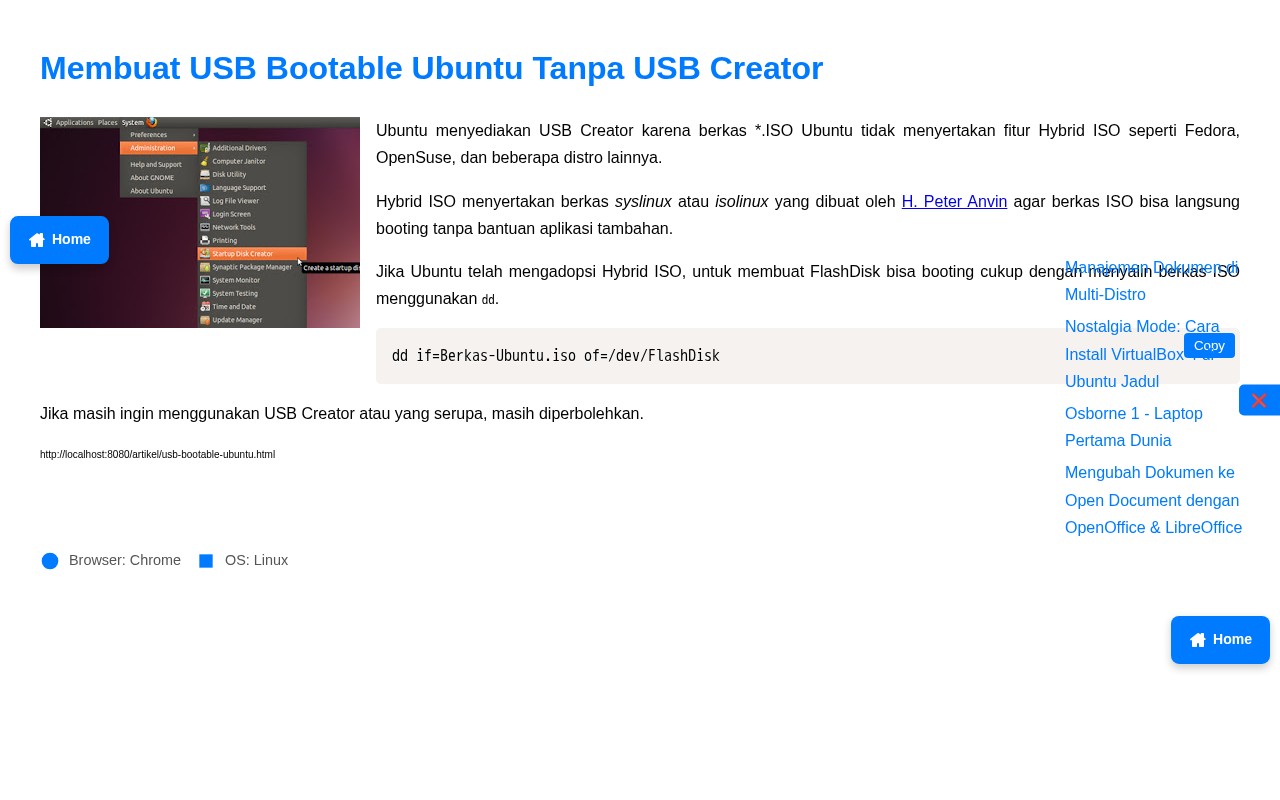 Membuat USB Bootable Ubuntu Tanpa USB Creator
Applications Places System
Preferences
Administration
Help and Support
About GNOME
About Ubuntu
Additional Drivers
Computer Janitor
Disk Utility
Language Support
Log File Viewer
Login Screen
Network Tools
Printing
Startup Disk Creator
Synaptic Package Manager
System Monitor
System Testing
Time and Date
Update Manager
Create a startup
Ubuntu menyediakan USB Creator karena berkas *.ISO Ubuntu tidak menyertakan fitur Hybrid ISO seperti Fedora,
OpenSuse, dan beberapa distro lainnya.
Hybrid ISO menyertakan berkas syslinux atau isolinux yang dibuat oleh H. Peter Anvin agar berkas ISO bisa langsung
booting tanpa bantuan aplikasi tambahan.
Jika Ubuntu telah mengadopsi Hybrid ISO, untuk membuat FlashDisk bisa booting cukup dengan menyalin berkas ISO
menggunakan dd.
dd if=Berkas-Ubuntu.iso of=/dev/FlashDisk
Copy
Jika masih ingin menggunakan USB Creator atau yang serupa, masih diperbolehkan.
http://localhost:8080/artikel/usb-bootable-ubuntu.html
Home
Manajemen Dokumen di
Multi-Distro
Nostalgia Mode: Cara
Install VirtualBox
Ubuntu Jadul
Osborne 1 - Laptop
Pertama Dunia
Mengubah Dokumen ke
Open Document dengan
OpenOffice & LibreOffice
Browser: Chrome OS: Linux
Home